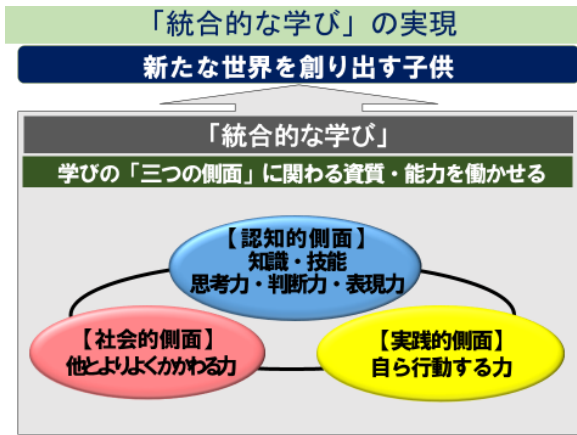 「統合的な学び」の実現
新たな世界を創り出す子供
「統合的な学び」
学びの「三つの側面」に関わる資質・能力を働かせる
【認知的側面】
知識・技能
思考力・判断力・表現力
【社会的側面】
他とよりよくかかわる力
【実践的側面】
自ら行動する力